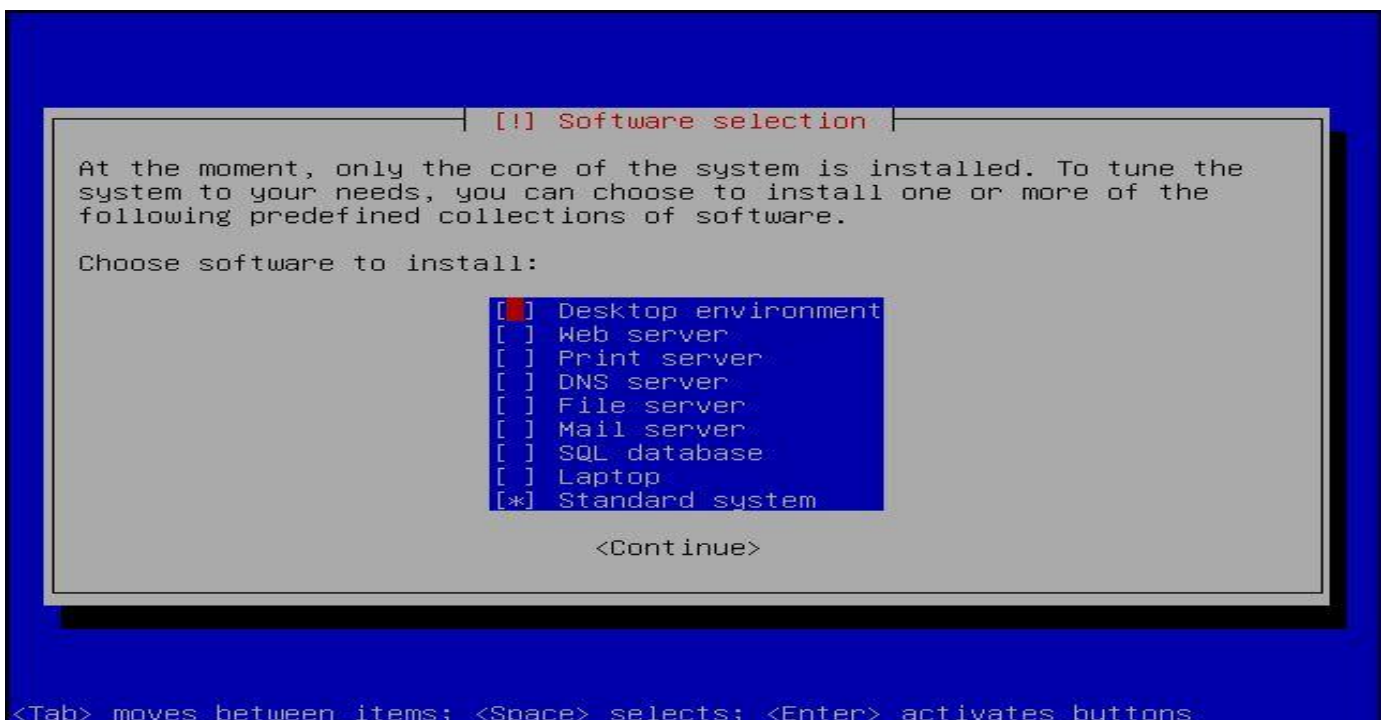 [!] Software selection
At the moment, only the core of the system is installed. To tune the
system to your needs, you can choose to install one or more of the
following predefined collections of software.
Choose software to install:
[ ] Desktop environment
[ ] Web server
[ ] Print server
[ ] DNS server
[ ] File server
[ ] Mail server
[ ] SQL database
[ ] Laptop
[*] Standard system
<Continue>
<Tab> moves between items; <Space> selects; <Enter> activates buttons